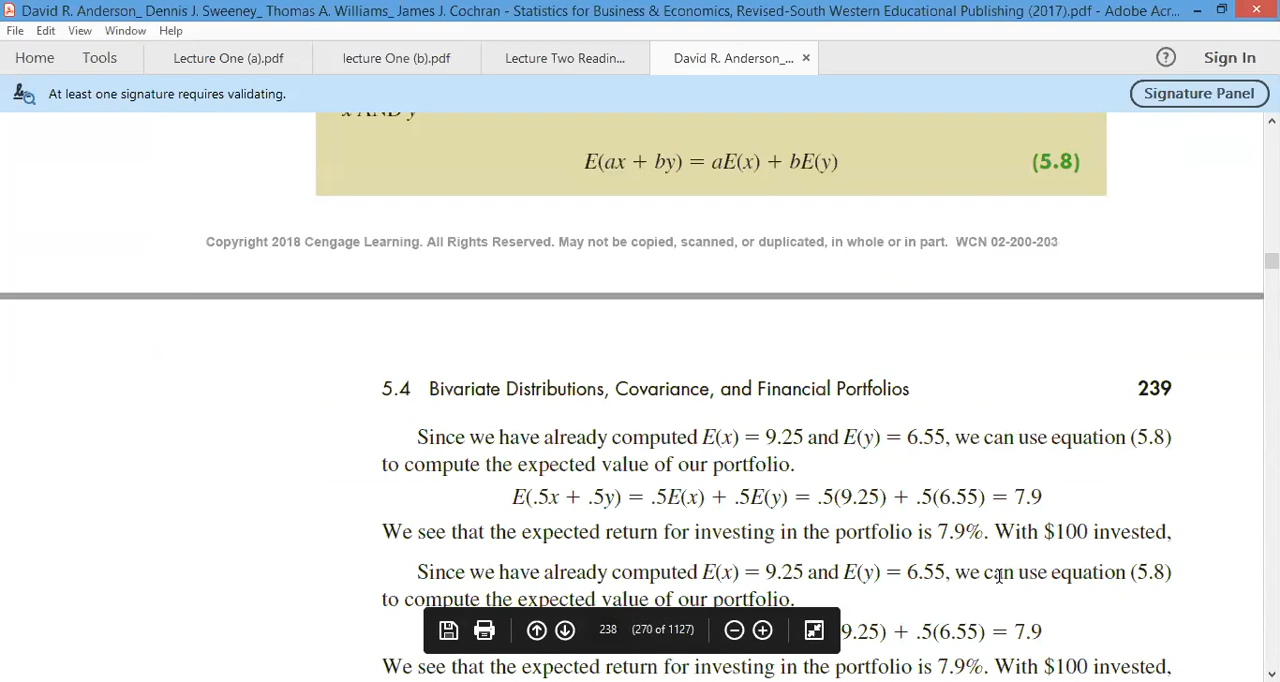 David R. Anderson_ Dennis J. Sweeney_ Thomas A. Williams_ James J. Cochran - Statistics for Business & Economics, Revised-South Western Educational Publishing (2017).pdf - Adobe Acr...
File Edit View Window Help
Home Tools Lecture One (a).pdf lecture One (b).pdf Lecture Two Readin... David R. Anderson_... × ? Sign In
At least one signature requires validating. Signature Panel
x AND y
E(ax + by) = aE(x) + bE(y) (5.8)
Copyright 2018 Cengage Learning. All Rights Reserved. May not be copied, scanned, or duplicated, in whole or in part. WCN 02-200-203
5.4 Bivariate Distributions, Covariance, and Financial Portfolios 239
Since we have already computed E(x) = 9.25 and E(y) = 6.55, we can use equation (5.8)
to compute the expected value of our portfolio.
E(.5x + .5y) = .5E(x) + .5E(y) = .5(9.25) + .5(6.55) = 7.9
We see that the expected return for investing in the portfolio is 7.9%. With $100 invested,
Since we have already computed E(x) = 9.25 and E(y) = 6.55, we can use equation (5.8)
to compute the expected value of our portfolio.
238 (270 of 1127)
9.25) + .5(6.55) = 7.9
We see that the expected return for investing in the portfolio is 7.9%. With $100 invested,